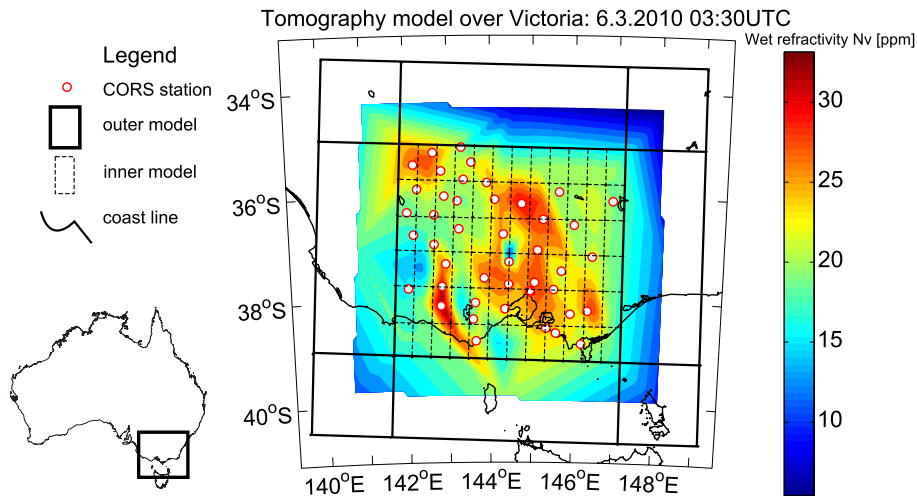 Tomography model over Victoria: 6.3.2010 03:30UTC
Wet refractivity Nv [ppm]
Legend
CORS station
outer model
inner model
coast line
34°S
36°S
38°S
40°S
140°E
142°E
144°E
146°E
148°E
30
25
20
15
10